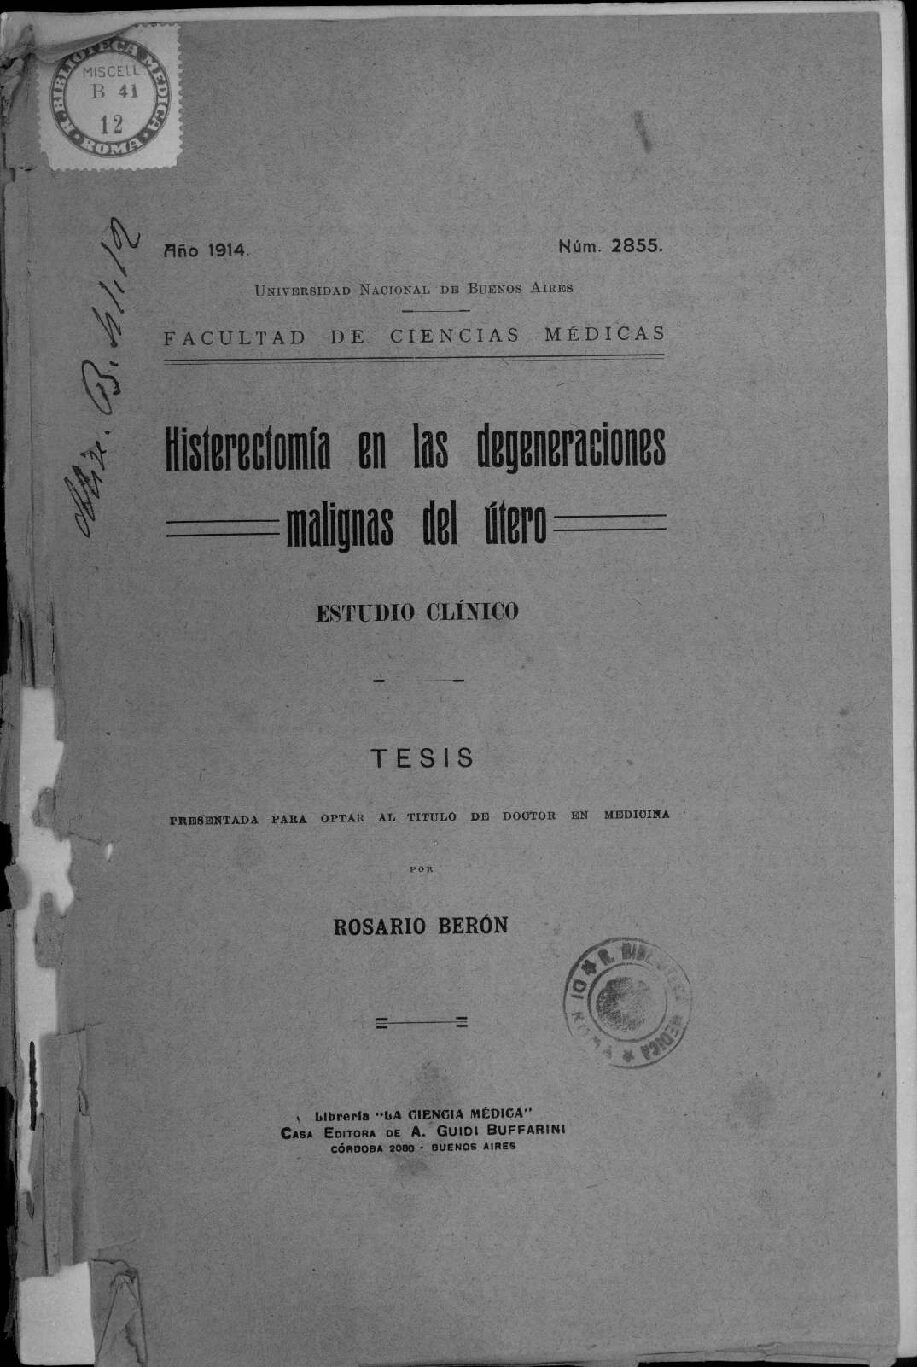 BIBLIOTECA MEDICA
MISCELL.
B 41
12
ROMA
B. 41.12
Año 1914.
Núm. 2855.
Universidad Nacional de Buenos Aires
FACULTAD DE CIENCIAS MÉDICAS
Histerectomía en las degeneraciones
malignas del útero
ESTUDIO CLÍNICO
TESIS
PRESENTADA PARA OPTAR AL TITULO DE DOCTOR EN MEDICINA
POR
ROSARIO BERÓN
Librería "LA CIENCIA MÉDICA"
Casa Editora de A. Guidi Buffarini
CÓRDOBA 2080 - BUENOS AIRES